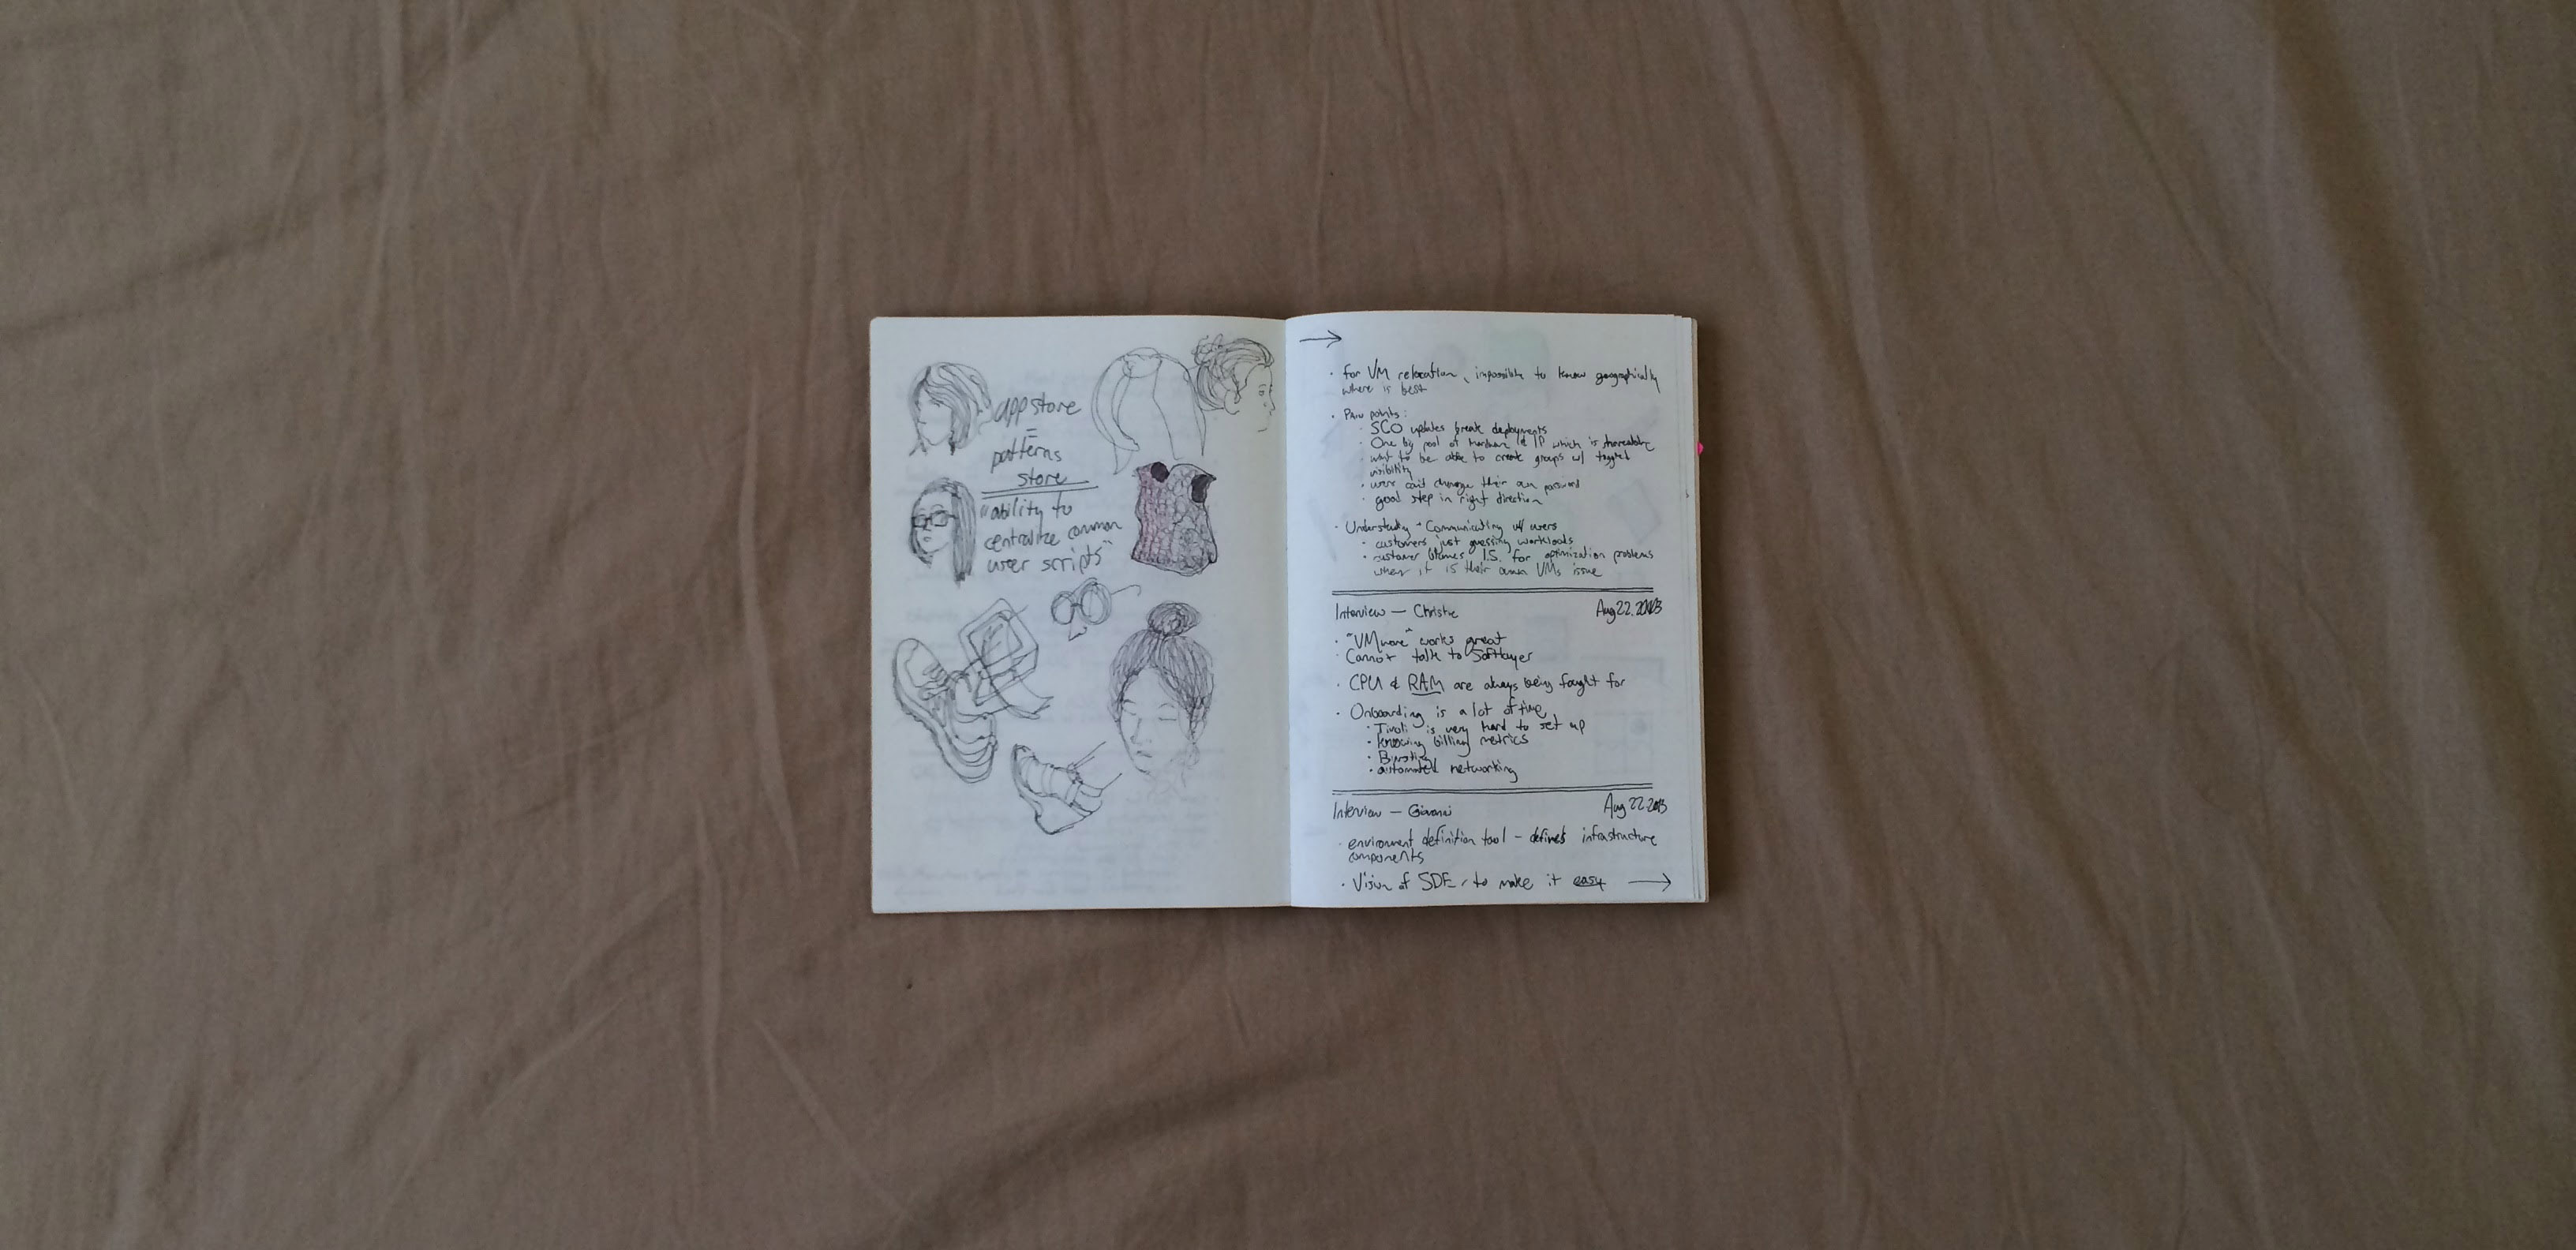 app store
=
patterns
store
"ability to
centralize common
user scripts"
→
· for VM relocation, impossible to know geographically
where is best
· Pain points:
· SCO updates break deployments
· One big pool of hardware & IP which is shareable
· want to be able to create groups w/ tagged
visibility
· user can't change their own password
· good step in right direction
· Understanding + Communicating w/ users
· customers just guessing workloads
· customer blames I.S. for optimization problems
when it is their own VMs issue
Interview — Christie Aug 22, 2013
· "VMware" works great
· Cannot talk to Softlayer
· CPU & RAM are always being fought for
· Onboarding is a lot of time
· Tivoli is very hard to set up
· knowing billing metrics
· automated networking
Interview — Giovanni Aug 22 2013
· environment definition tool – defines infrastructure
components
· Vision of SDE, to make it easy →